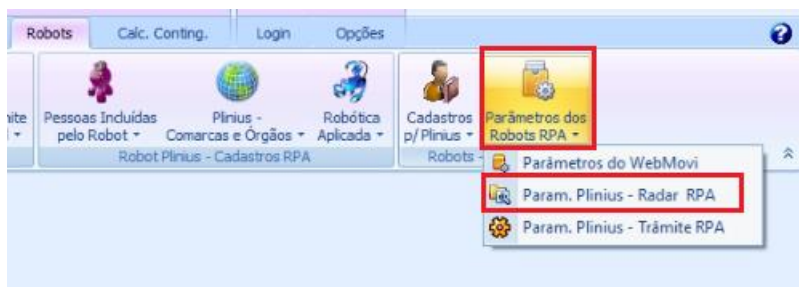 Robots Calc. Conting. Login Opções
Pessoas Incluídas
pelo Robot
Plinius -
Comarcas e Órgãos
Robótica
Aplicada
Cadastros
p/ Plinius
Parâmetros dos
Robots RPA
Robot Plinius - Cadastros RPA
Robots -
Parâmetros do WebMovi
Param. Plinius - Radar RPA
Param. Plinius - Trâmite RPA